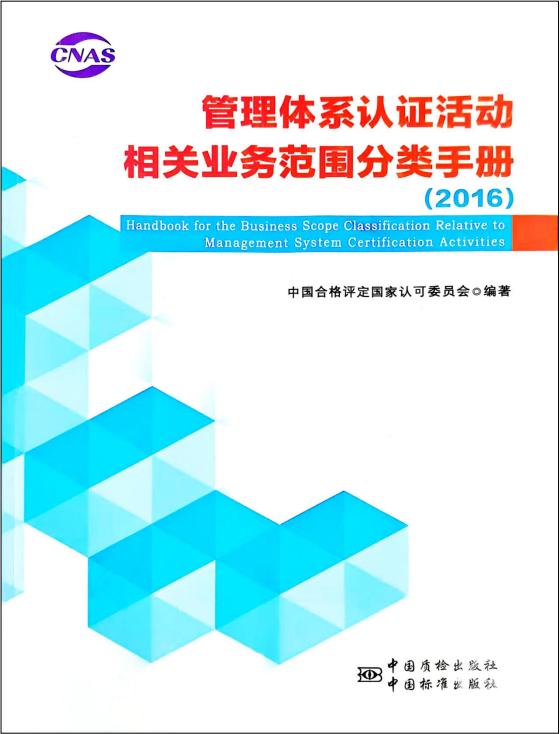 CNAS
管理体系认证活动
相关业务范围分类手册
(2016)
Handbook for the Business Scope Classification Relative to
Management System Certification Activities
中国合格评定国家认可委员会◎编著
中国质检出版社
中国标准出版社